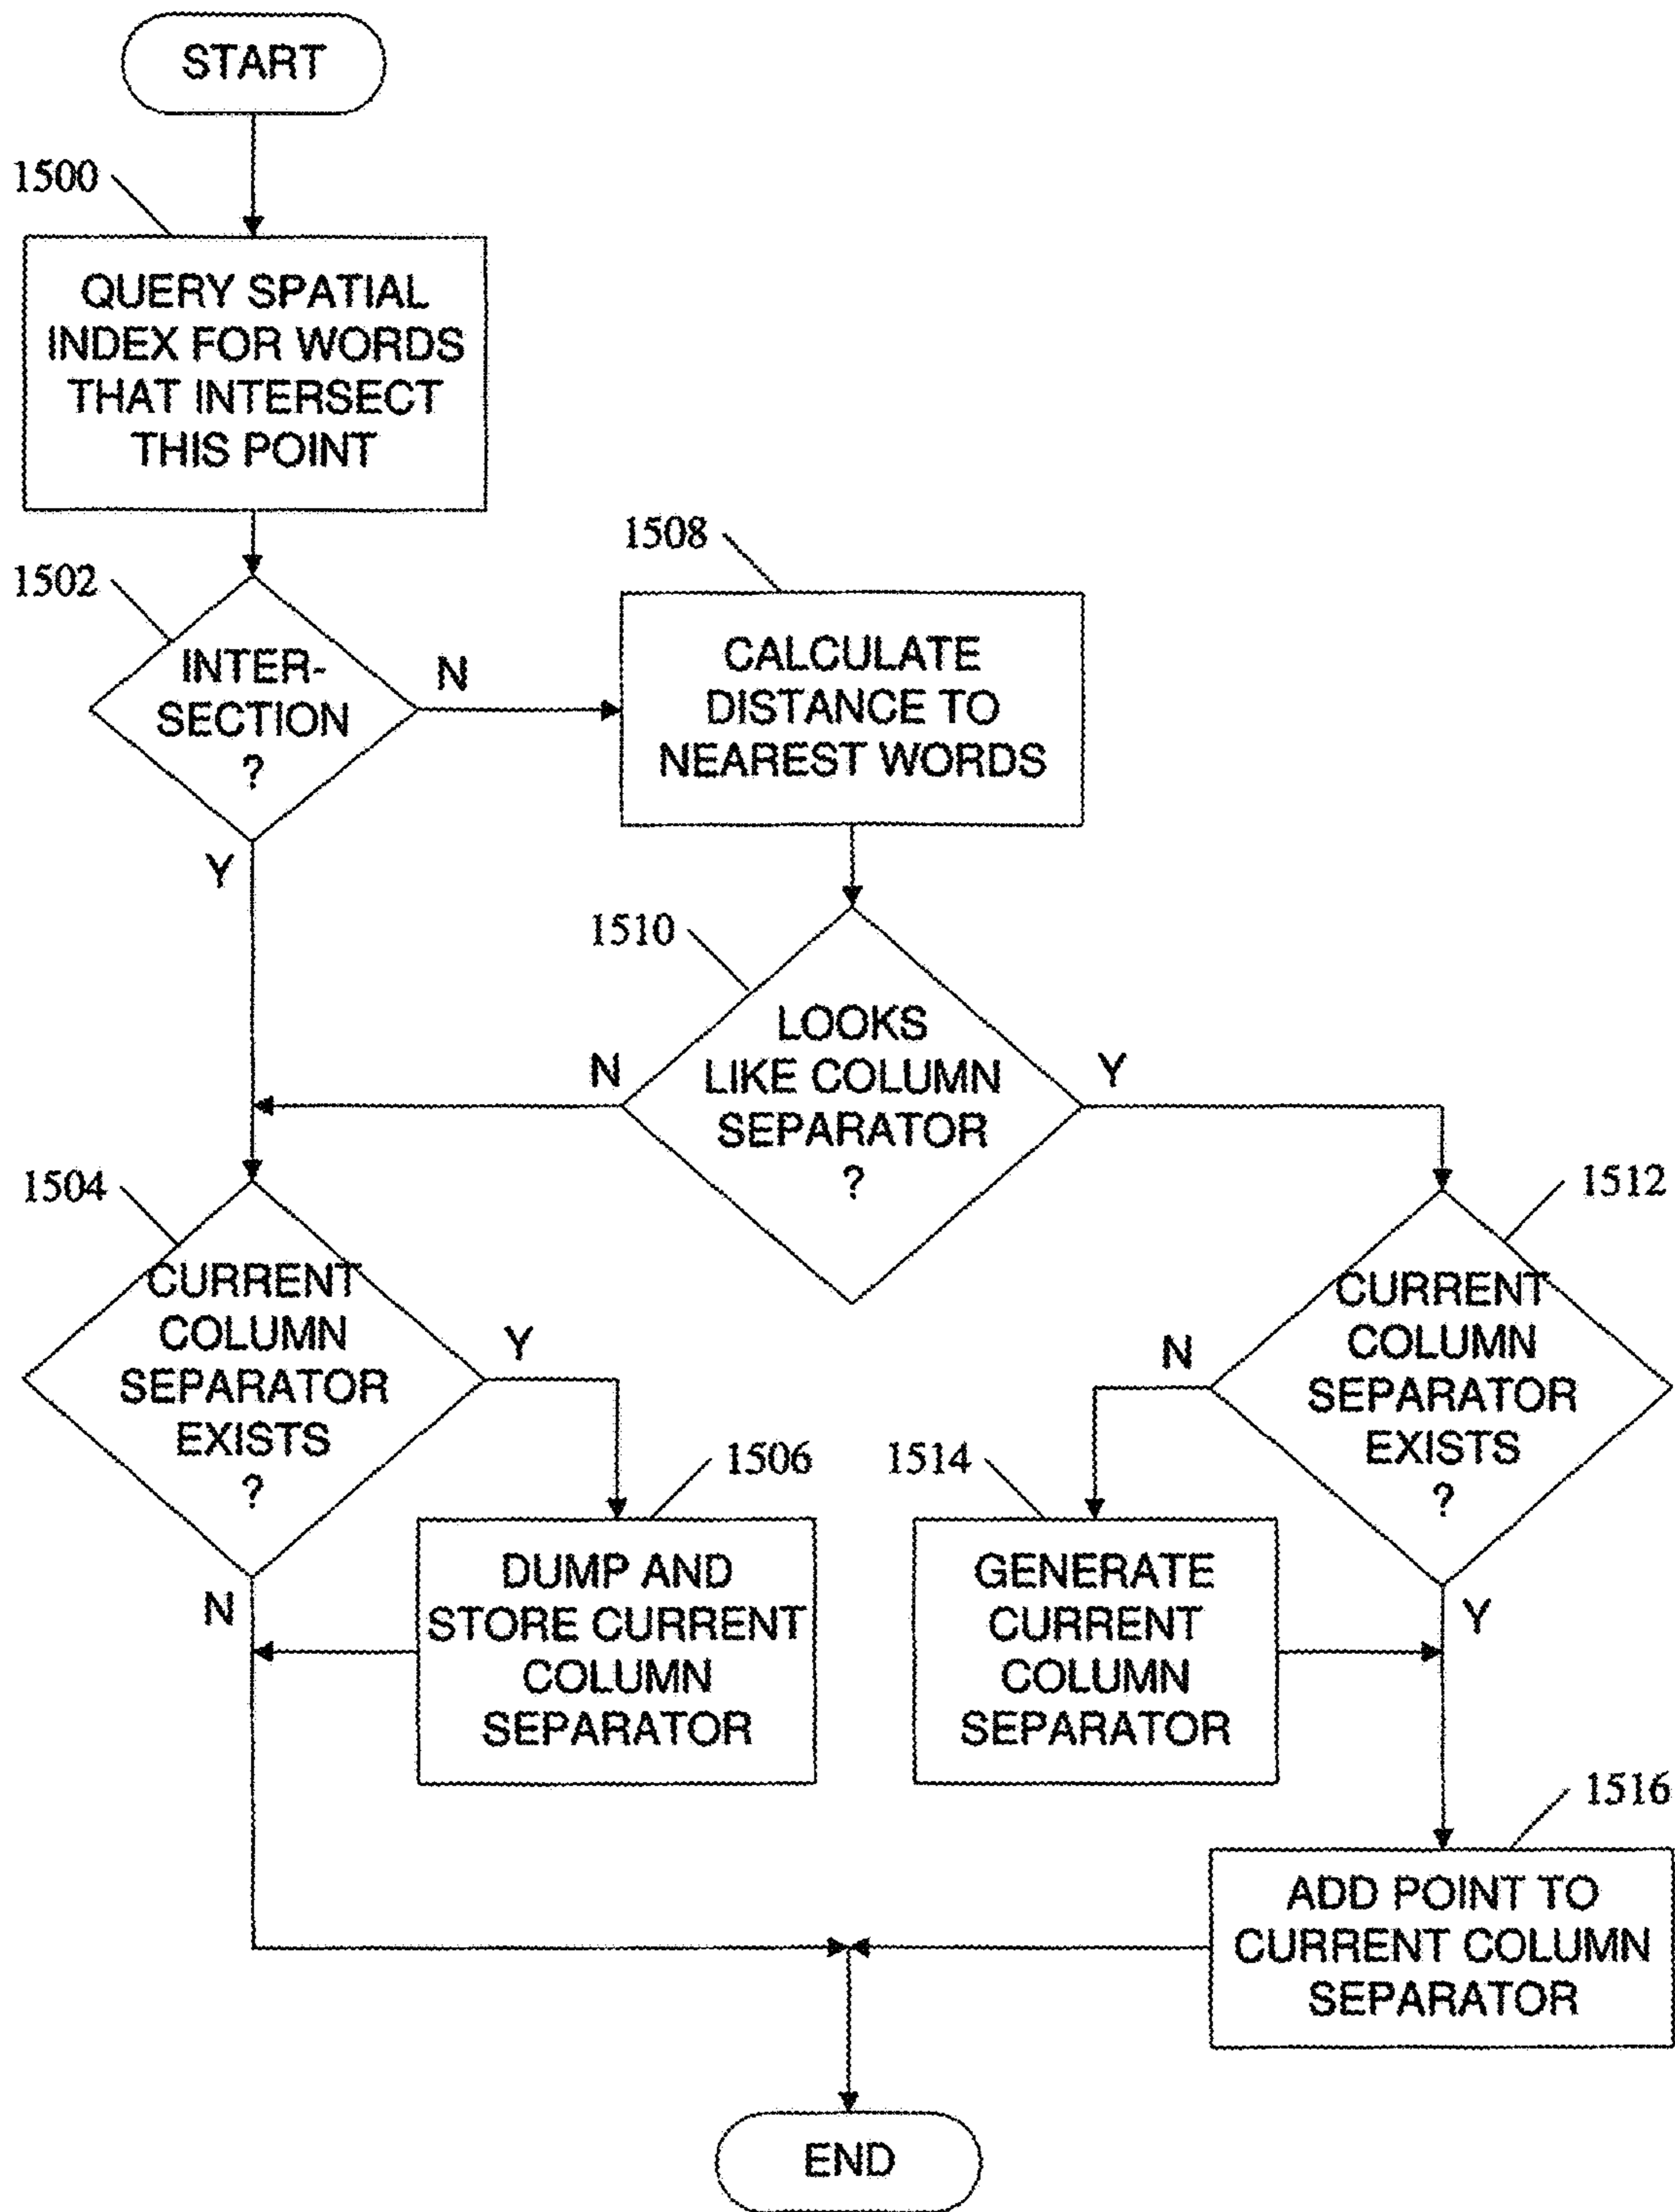 START
1500
QUERY SPATIAL
INDEX FOR WORDS
THAT INTERSECT
THIS POINT
1502
INTER-
SECTION
?
N
Y
1508
CALCULATE
DISTANCE TO
NEAREST WORDS
1510
LOOKS
LIKE COLUMN
SEPARATOR
?
N
Y
1504
CURRENT
COLUMN
SEPARATOR
EXISTS
?
Y
N
1506
DUMP AND
STORE CURRENT
COLUMN
SEPARATOR
1512
CURRENT
COLUMN
SEPARATOR
EXISTS
?
N
Y
1514
GENERATE
CURRENT
COLUMN
SEPARATOR
1516
ADD POINT TO
CURRENT COLUMN
SEPARATOR
END